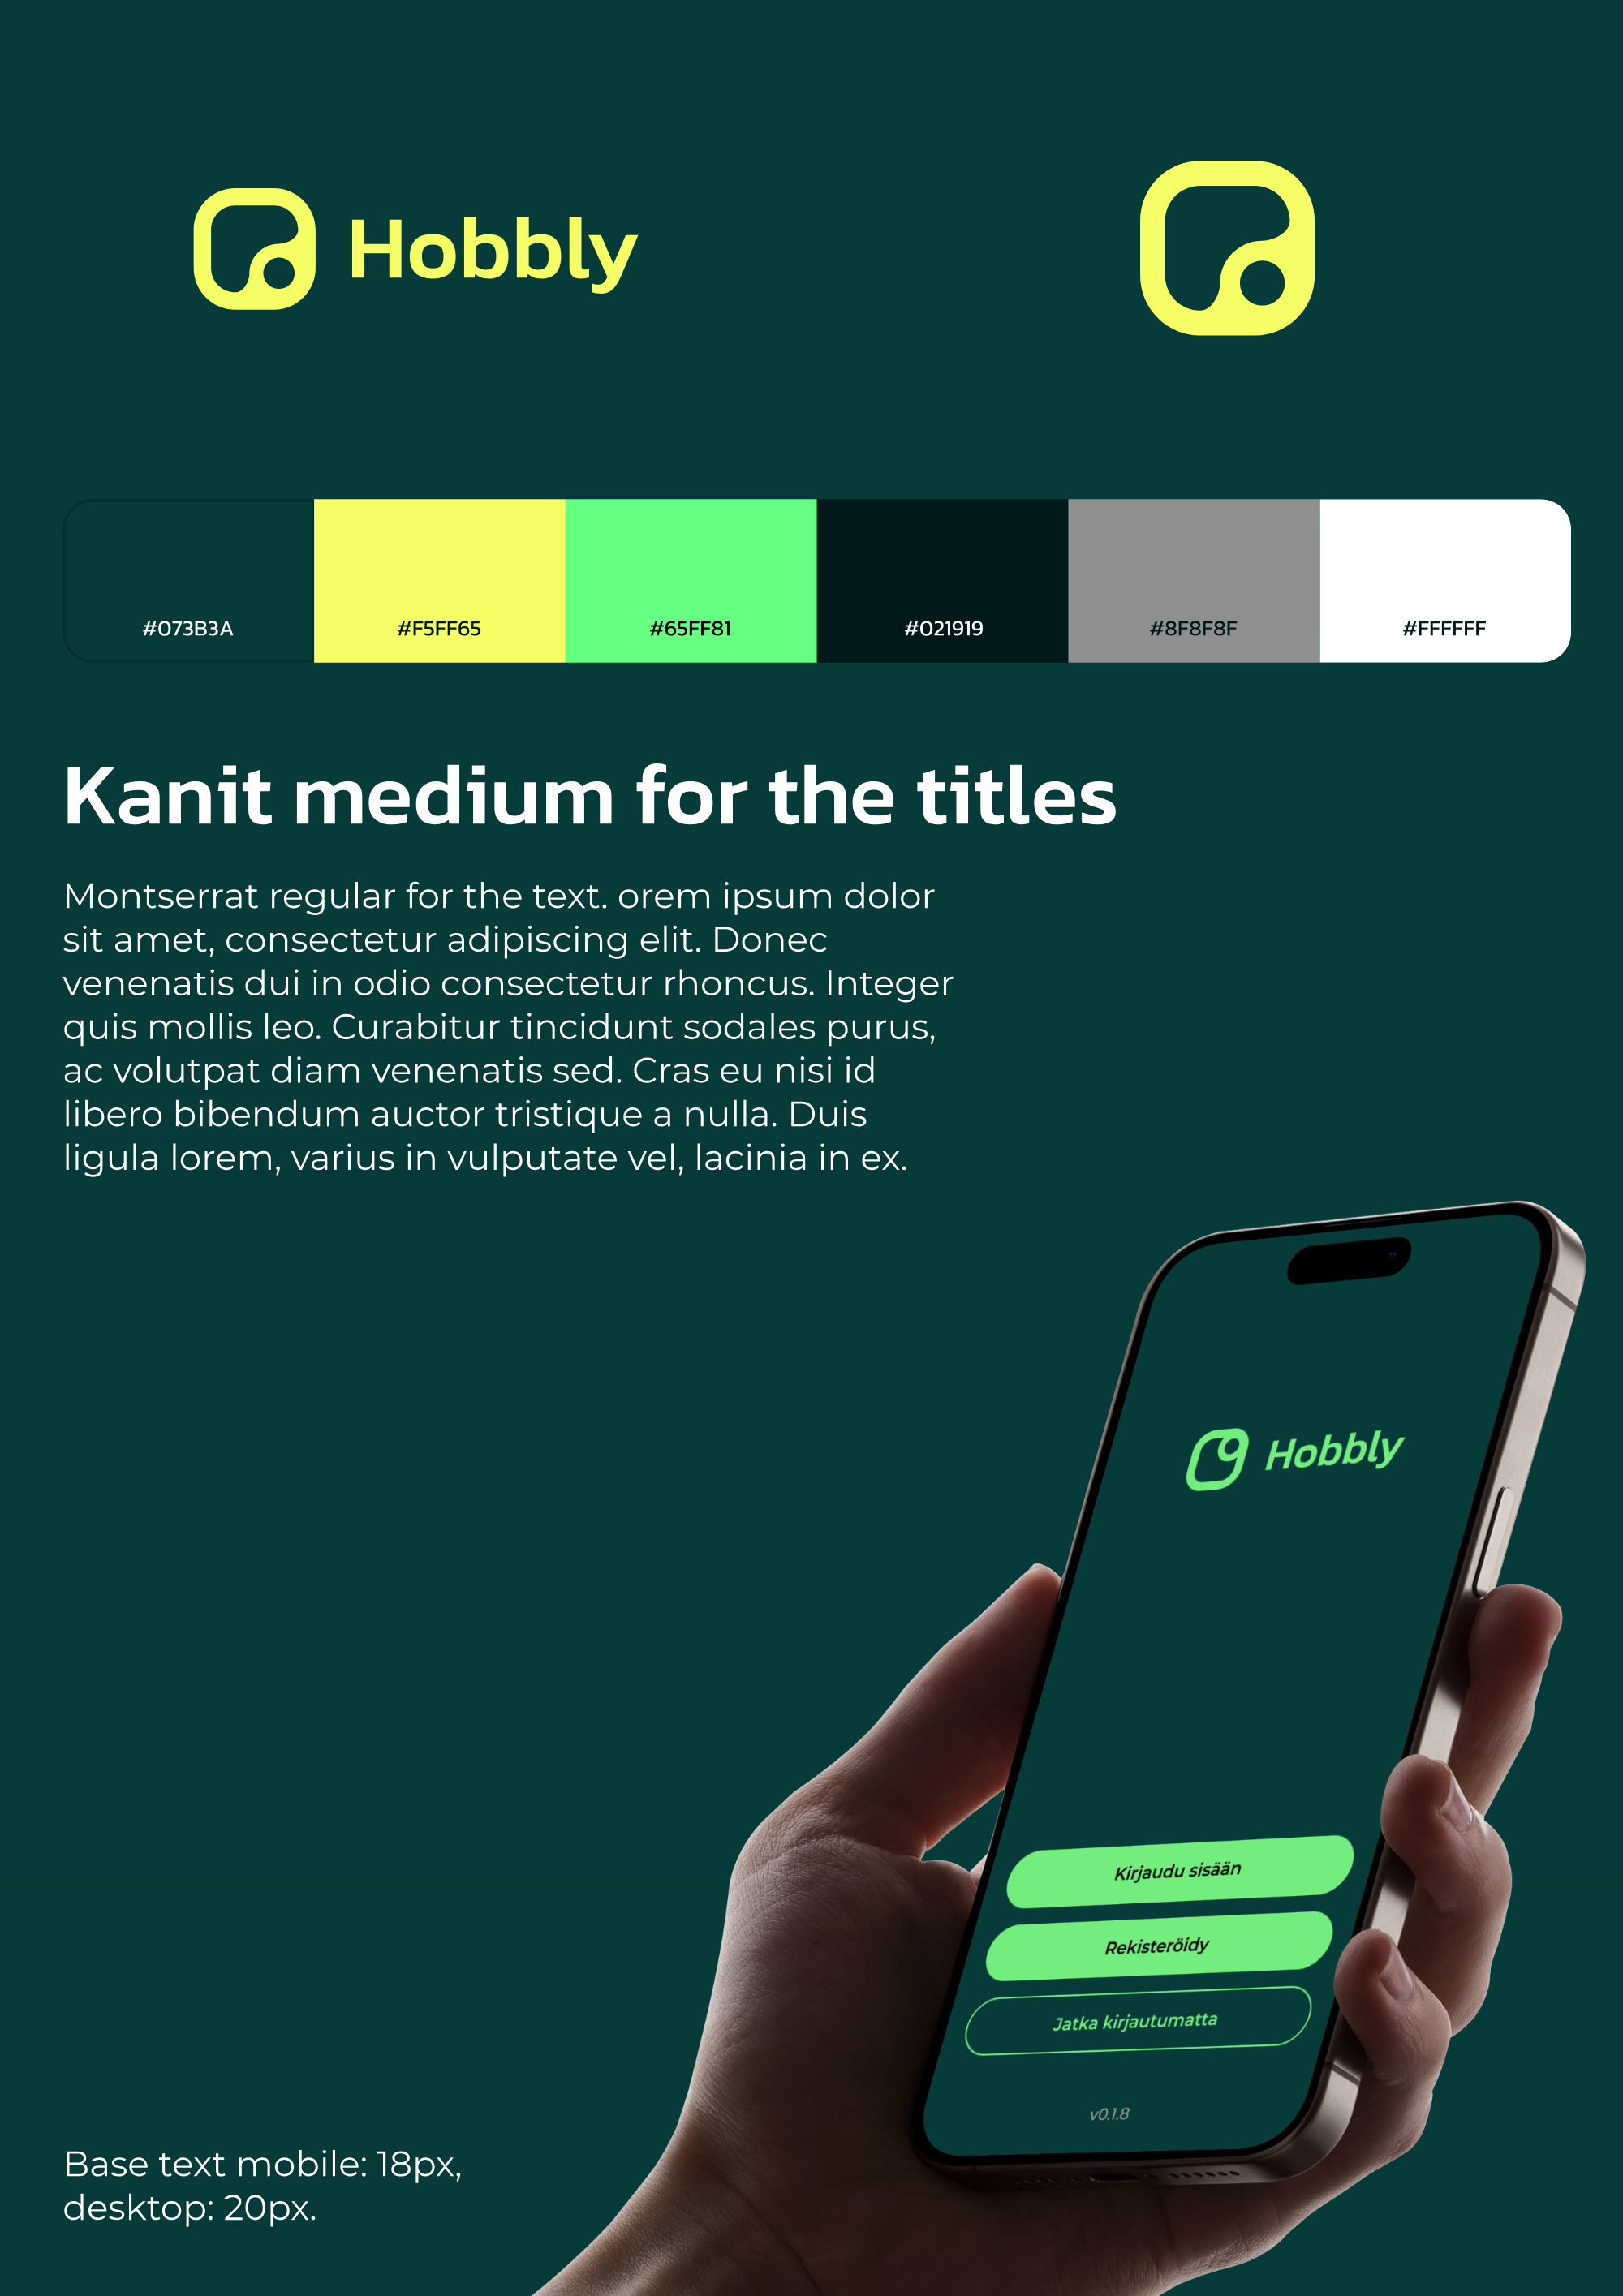 Hobbly
#073B3A
#F5FF65
#65FF81
#021919
#8F8F8F
#FFFFFF
Kanit medium for the titles
Montserrat regular for the text. orem ipsum dolor
sit amet, consectetur adipiscing elit. Donec
venenatis dui in odio consectetur rhoncus. Integer
quis mollis leo. Curabitur tincidunt sodales purus,
ac volutpat diam venenatis sed. Cras eu nisi id
libero bibendum auctor tristique a nulla. Duis
ligula lorem, varius in vulputate vel, lacinia in ex.
Hobbly
Kirjaudu sisään
Rekisteröidy
Jatka kirjautumatta
v0.1.8
Base text mobile: 18px,
desktop: 20px.